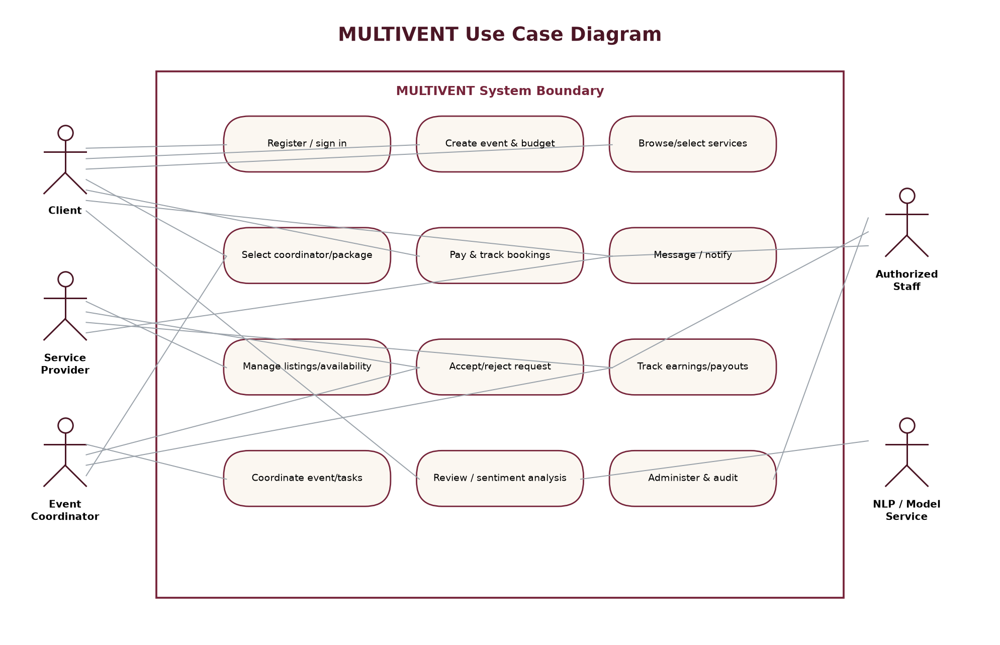 MULTIVENT Use Case Diagram
MULTIVENT System Boundary
Register / sign in
Create event & budget
Browse/select services
Client
Select coordinator/package
Pay & track bookings
Message / notify
Authorized
Staff
Service
Provider
Manage listings/availability
Accept/reject request
Track earnings/payouts
Event
Coordinator
Coordinate event/tasks
Review / sentiment analysis
Administer & audit
NLP / Model
Service